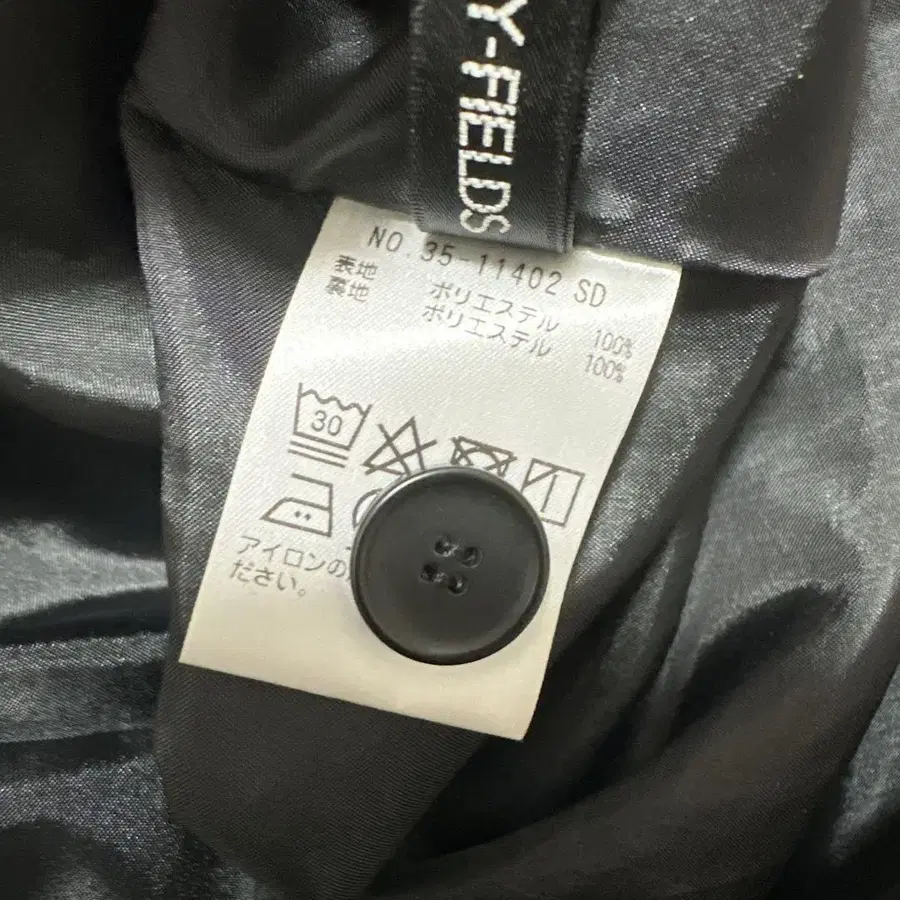 Y-FIELDS
NO.35-11402 SD
表地 ポリエステル 100%
裏地 ポリエステル 100%
30
アイロンの
ださい。